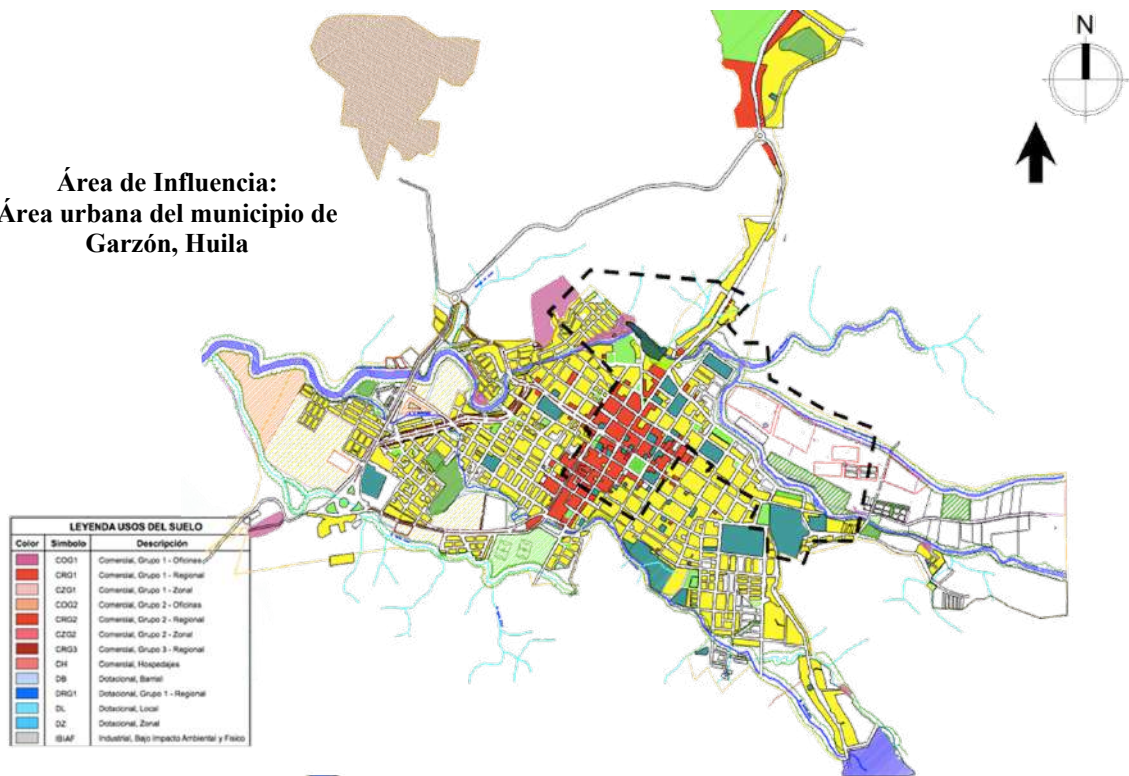 N
Área de Influencia:
Área urbana del municipio de
Garzón, Huila
LEYENDA USOS DEL SUELO
Color Símbolo Descripción
COG1 Comercial, Grupo 1 - Oficinas
CRG1 Comercial, Grupo 1 - Regional
CZG1 Comercial, Grupo 1 - Zonal
COG2 Comercial, Grupo 2 - Oficinas
CRG2 Comercial, Grupo 2 - Regional
CZG2 Comercial, Grupo 2 - Zonal
CRG3 Comercial, Grupo 3 - Regional
CH Comercial, Hospedajes
DB Dotacional, Barrial
DRG1 Dotacional, Grupo 1 - Regional
DL Dotacional, Local
DZ Dotacional, Zonal
IBIAF Industrial, Bajo Impacto Ambiental y Fisico